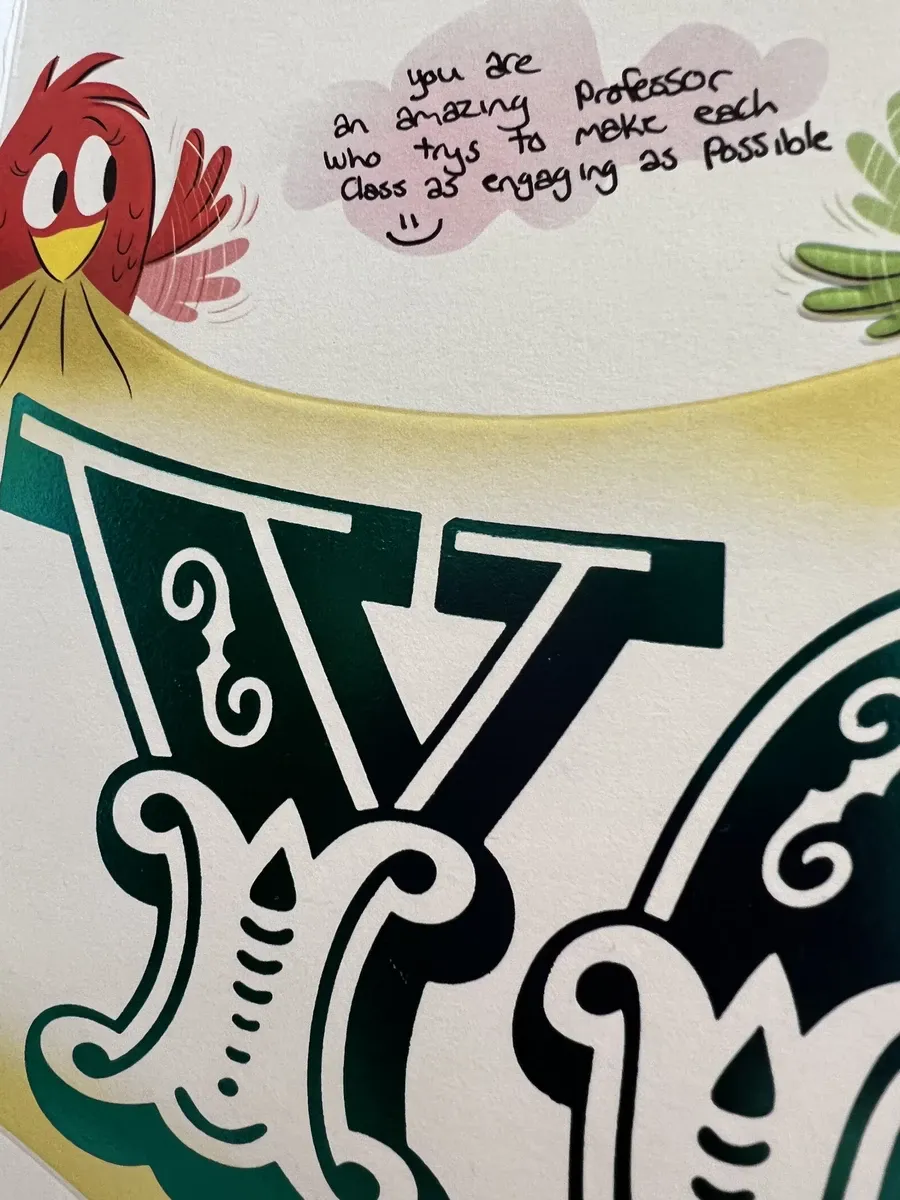 you are
an amazing Professor
who trys to make each
Class as engaging as Possible
Y